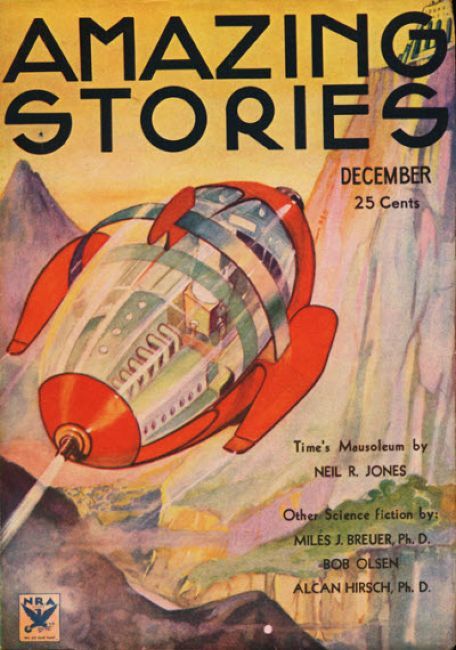 AMAZING
STORIES
DECEMBER
25 Cents
Time's Mausoleum by
NEIL R. JONES
Other Science fiction by:
MILES J. BREUER, Ph. D.
BOB OLSEN
ALCAN HIRSCH, Ph. D.
NRA